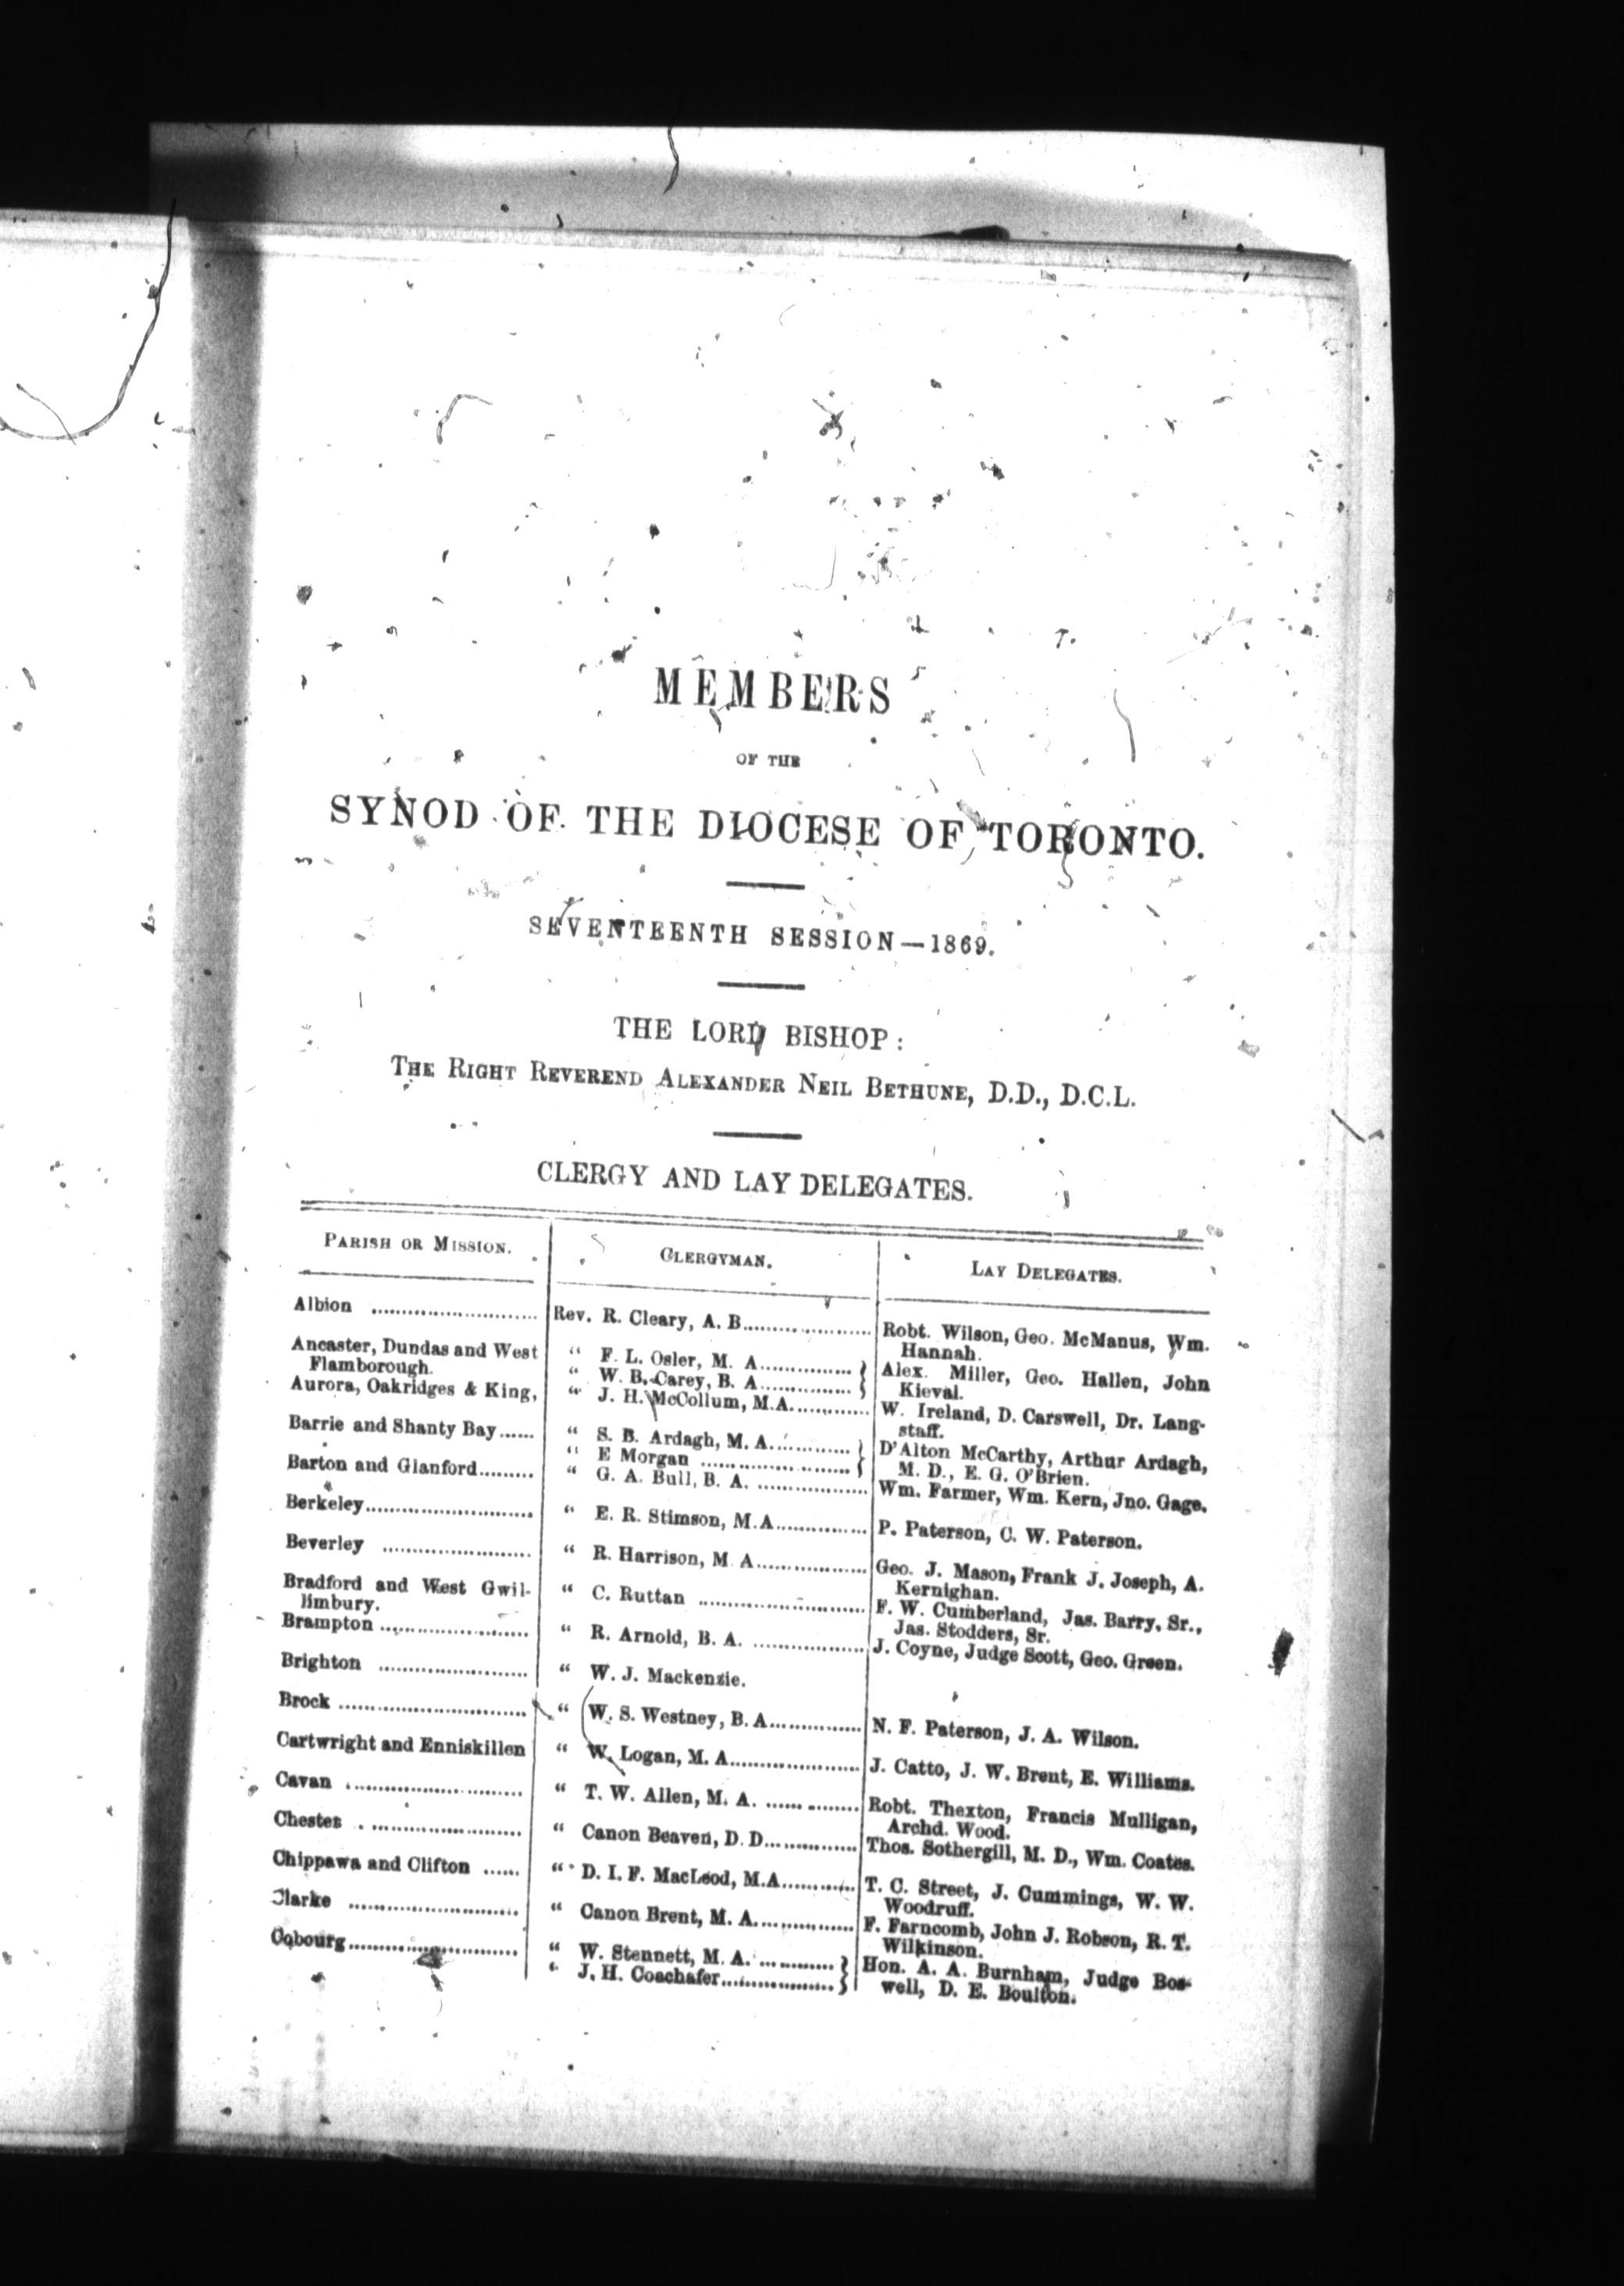 MEMBERS
OF THE
SYNOD OF THE DIOCESE OF TORONTO.
SEVENTEENTH SESSION—1869.
THE LORD BISHOP:
THE RIGHT REVEREND ALEXANDER NEIL BETHUNE, D.D., D.C.L.
CLERGY AND LAY DELEGATES.
PARISH OR MISSION. CLERGYMAN. LAY DELEGATES.
Albion ........................ Rev. R. Cleary, A. B................... Robt. Wilson, Geo. McManus, Wm.
Hannah.
Ancaster, Dundas and West “ F. L. Osler, M. A.............. } Alex. Miller, Geo. Hallen, John
Flamborough. “ W. B. Carey, B. A.............. } Kieval.
Aurora, Oakridges & King, “ J. H. McCollum, M.A............ W. Ireland, D. Carswell, Dr. Lang-
staff.
Barrie and Shanty Bay...... “ S. B. Ardagh, M. A............. } D'Alton McCarthy, Arthur Ardagh,
“ E Morgan ....................... } M. D., E. G. O'Brien.
Barton and Glanford......... “ G. A. Bull, B. A. ................. Wm. Farmer, Wm. Kern, Jno. Gage.
Berkeley......................... “ E. R. Stimson, M.A.............. P. Paterson, C. W. Paterson.
Beverley ...................... “ R. Harrison, M. A................ Geo. J. Mason, Frank J. Joseph, A.
Kernighan.
Bradford and West Gwil- “ C. Ruttan ......................... F. W. Cumberland, Jas. Barry, Sr.,
limbury. Jas. Stodders, Sr.
Brampton ...................... “ R. Arnold, B. A. ................. J. Coyne, Judge Scott, Geo. Green.
Brighton ...................... “ W. J. Mackenzie.
Brock ............................ “ W. S. Westney, B. A.............. N. F. Paterson, J. A. Wilson.
Cartwright and Enniskillen “ W. Logan, M. A................... J. Catto, J. W. Brent, E. Williams.
Cavan .......................... “ T. W. Allen, M. A. .............. Robt. Thexton, Francis Mulligan,
Archd. Wood.
Chester . ...................... “ Canon Beaven, D. D.............. Thos. Sothergill, M. D., Wm. Coates.
Chippawa and Clifton ...... “ D. I. F. MacLeod, M.A........... T. C. Street, J. Cummings, W. W.
Woodruff.
Clarke ......................... “ Canon Brent, M. A............... F. Farncomb, John J. Robson, R. T.
Wilkinson.
Cobourg......................... “ W. Stennett, M. A. ............. } Hon. A. A. Burnham, Judge Bos-
“ J. H. Coachafer................. } well, D. E. Boulton.